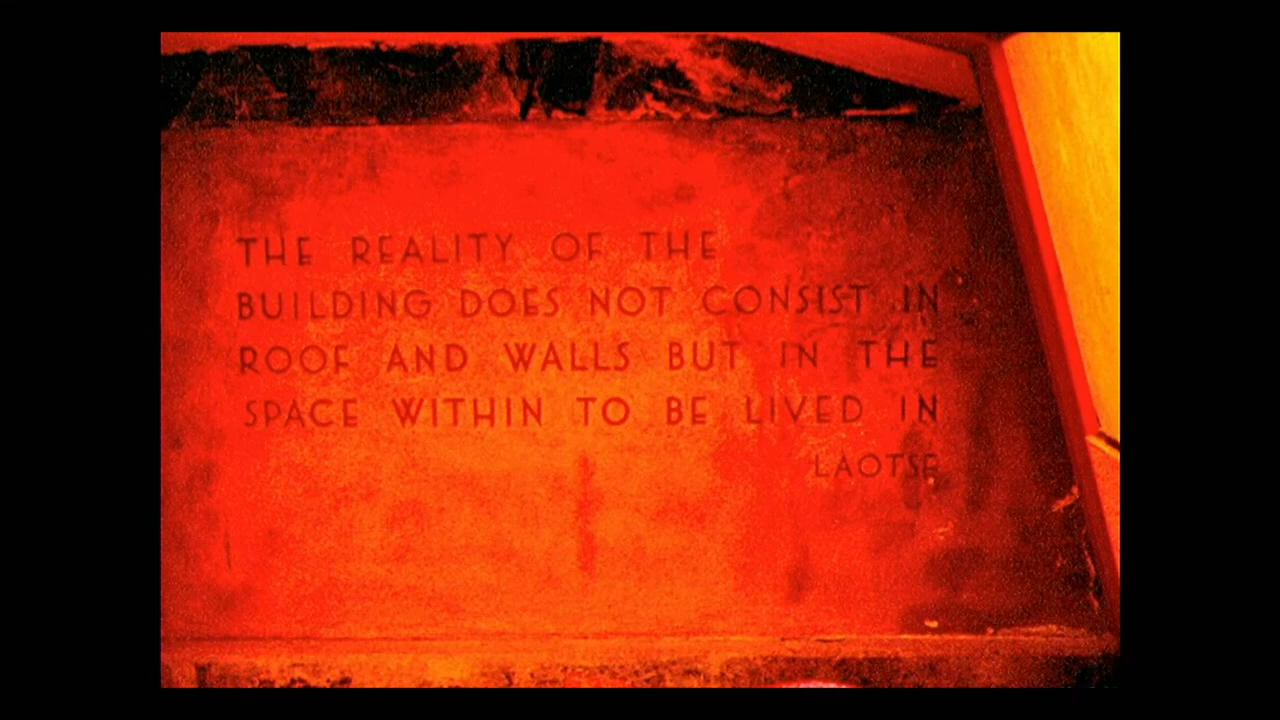 THE REALITY OF THE
BUILDING DOES NOT CONSIST IN
ROOF AND WALLS BUT IN THE
SPACE WITHIN TO BE LIVED IN
LAOTSE